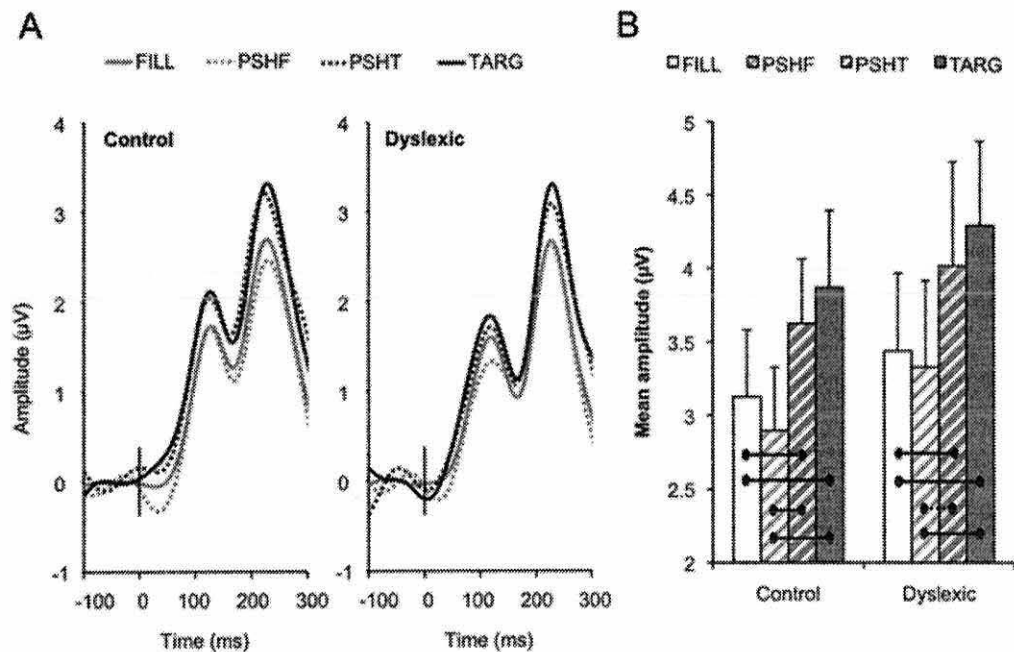 A
B
FILL PSHF PSHT TARG
FILL PSHF PSHT TARG
Control
Dyslexic
Amplitude (µV)
4
3
2
1
0
-1
4
3
2
1
0
-1
-100 0 100 200 300
-100 0 100 200 300
Time (ms)
Time (ms)
Mean amplitude (µV)
5
4.5
4
3.5
3
2.5
2
Control
Dyslexic